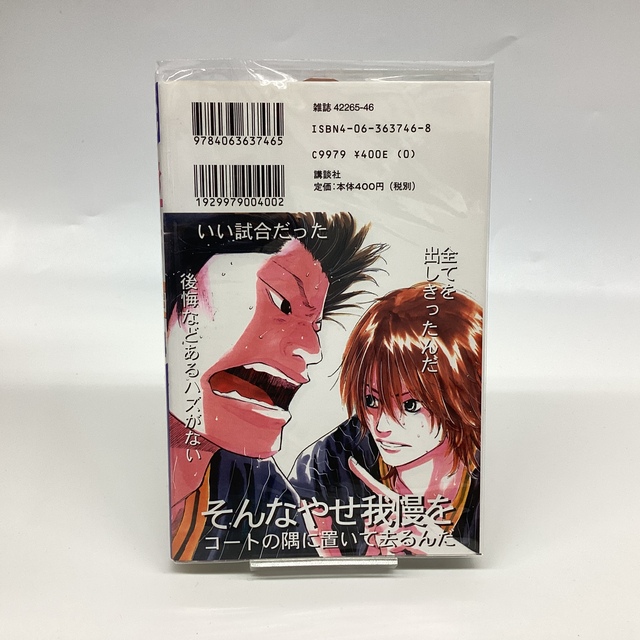 雑誌 42265-46
9784063637465
ISBN4-06-363746-8
C9979 ¥400E (0)
1929979004002
講談社
定価:本体400円(税別)
いい試合だった
全てを
出しきったんだ
後悔などあるハズがない
そんなやせ我慢を
コートの隅に置いて去るんだ